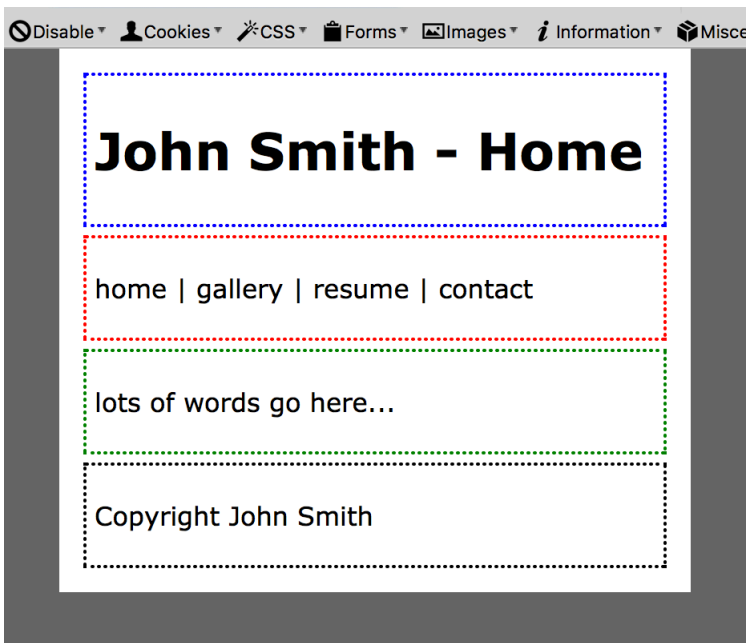 Disable Cookies CSS Forms Images Information Misce
John Smith - Home
home | gallery | resume | contact
lots of words go here...
Copyright John Smith